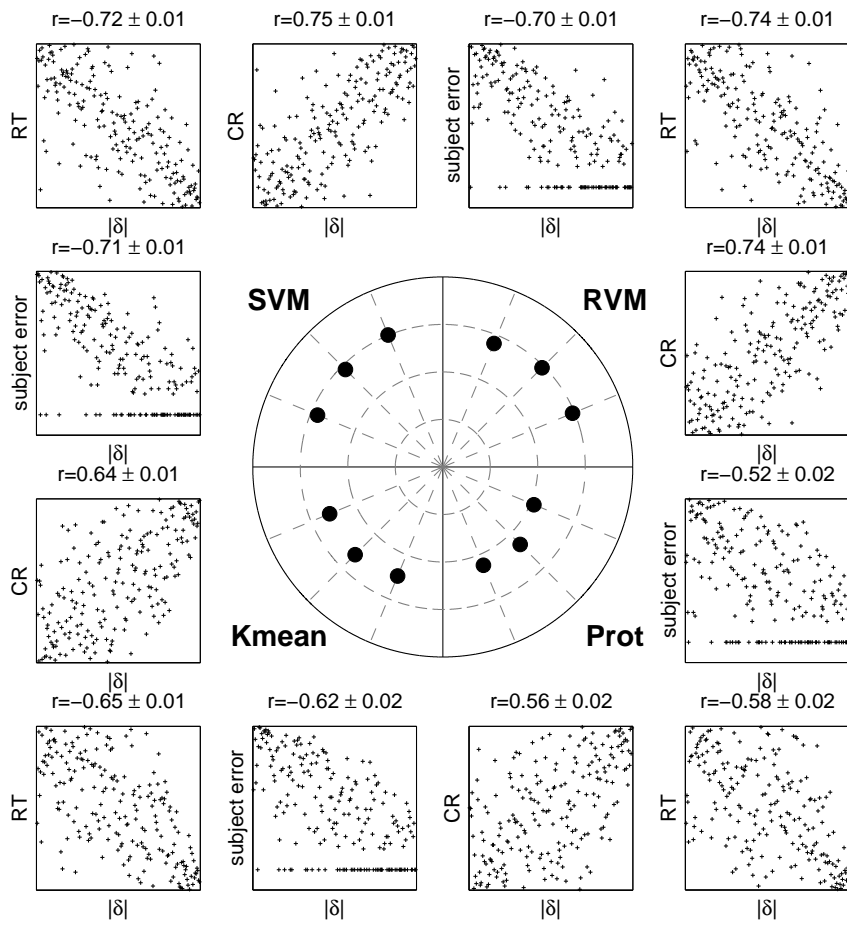 r=−0.72 ± 0.01
r=0.75 ± 0.01
r=−0.70 ± 0.01
r=−0.74 ± 0.01
RT
CR
subject error
RT
|δ|
|δ|
|δ|
|δ|
r=−0.71 ± 0.01
r=0.74 ± 0.01
SVM
RVM
subject error
CR
|δ|
|δ|
r=0.64 ± 0.01
r=−0.52 ± 0.02
CR
subject error
Kmean
Prot
|δ|
|δ|
r=−0.65 ± 0.01
r=−0.62 ± 0.02
r=0.56 ± 0.02
r=−0.58 ± 0.02
RT
subject error
CR
RT
|δ|
|δ|
|δ|
|δ|